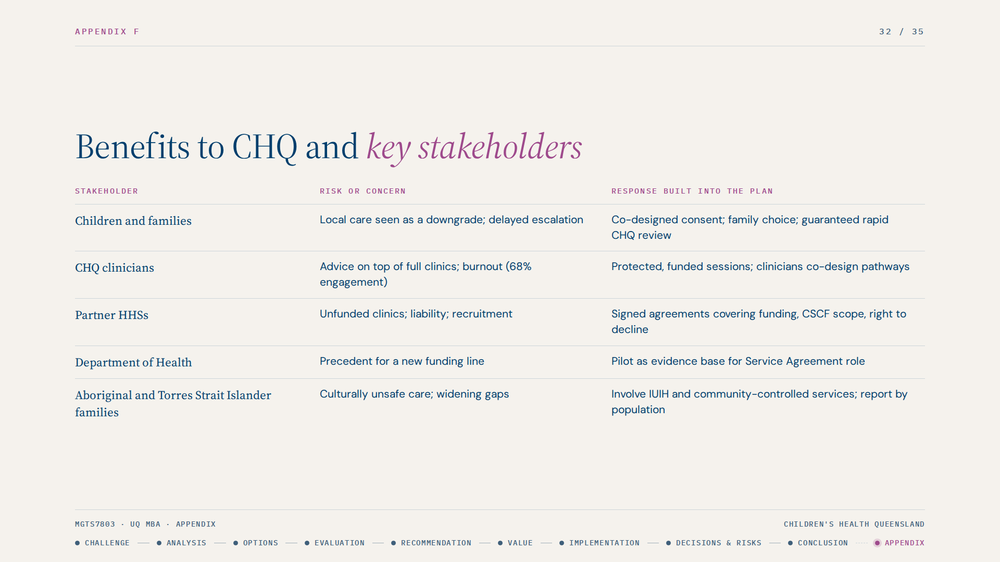 APPENDIX F
32 / 35
Benefits to CHQ and key stakeholders
STAKEHOLDER
RISK OR CONCERN
RESPONSE BUILT INTO THE PLAN
Children and families
Local care seen as a downgrade; delayed escalation
Co-designed consent; family choice; guaranteed rapid
CHQ review
CHQ clinicians
Advice on top of full clinics; burnout (68%
engagement)
Protected, funded sessions; clinicians co-design pathways
Partner HHSs
Unfunded clinics; liability; recruitment
Signed agreements covering funding, CSCF scope, right to
decline
Department of Health
Precedent for a new funding line
Pilot as evidence base for Service Agreement role
Aboriginal and Torres Strait Islander
families
Culturally unsafe care; widening gaps
Involve IUIH and community-controlled services; report by
population
MGTS7803 · UQ MBA · APPENDIX
CHILDREN'S HEALTH QUEENSLAND
CHALLENGE
ANALYSIS
OPTIONS
EVALUATION
RECOMMENDATION
VALUE
IMPLEMENTATION
DECISIONS & RISKS
CONCLUSION
APPENDIX